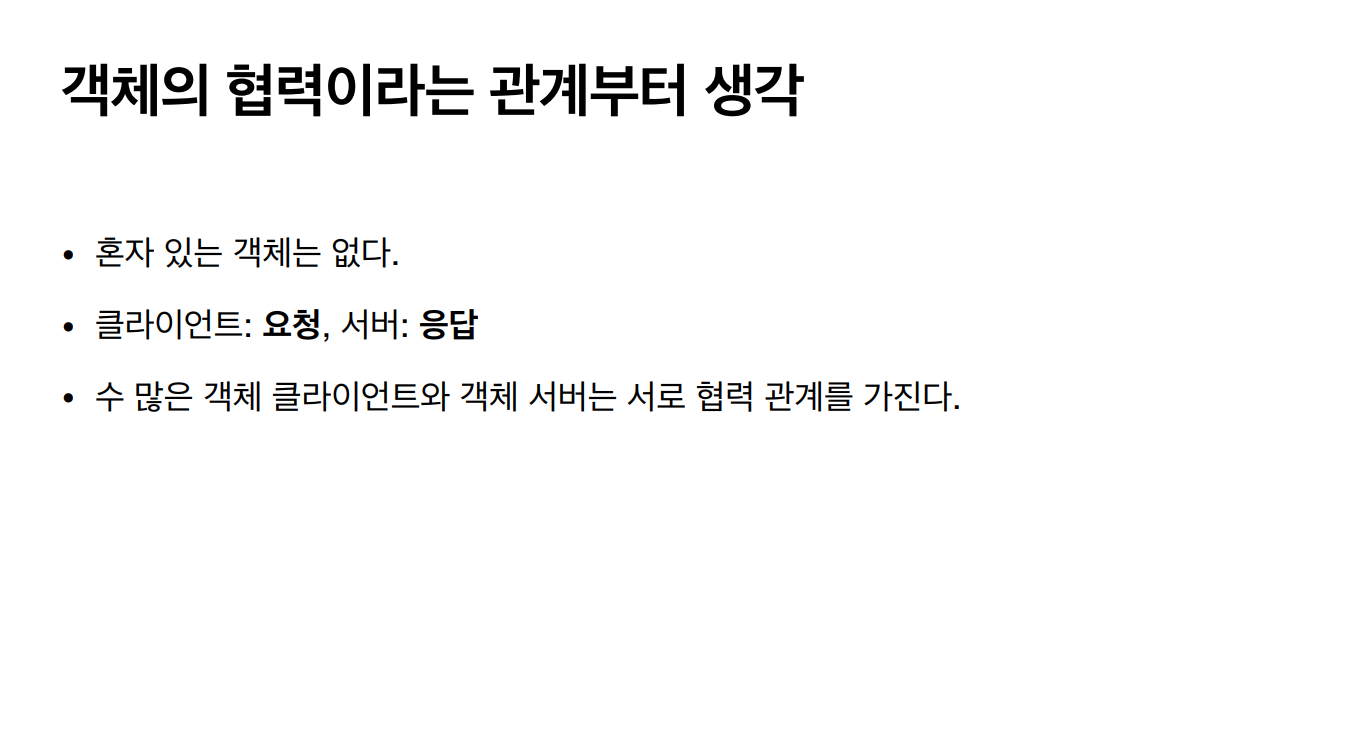 객체의 협력이라는 관계부터 생각
• 혼자 있는 객체는 없다.
• 클라이언트: 요청, 서버: 응답
• 수 많은 객체 클라이언트와 객체 서버는 서로 협력 관계를 가진다.